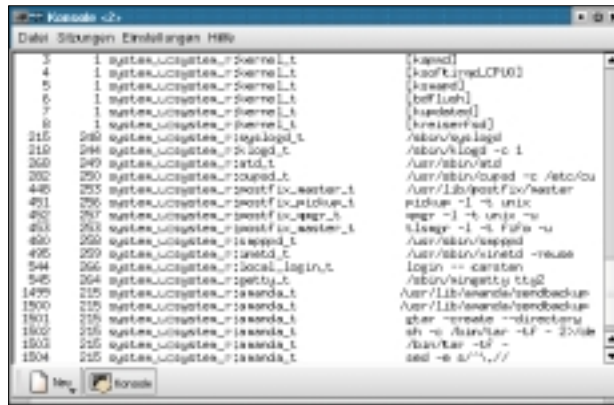 Konsole <2>
Datei Sitzungen Einstellungen Hilfe
3 1 system_u:system_r:kernel_t [kapmd]
4 1 system_u:system_r:kernel_t [ksoftirqd_CPU0]
5 1 system_u:system_r:kernel_t [kswapd]
6 1 system_u:system_r:kernel_t [bdflush]
7 1 system_u:system_r:kernel_t [kupdated]
8 1 system_u:system_r:kernel_t [kreiserfsd]
215 248 system_u:system_r:syslogd_t /sbin/syslogd
218 244 system_u:system_r:klogd_t /sbin/klogd -c 1
268 249 system_u:system_r:atd_t /usr/sbin/atd
282 250 system_u:system_r:cupsd_t /usr/sbin/cupsd -c /etc/cu
448 253 system_u:system_r:postfix_master_t /usr/lib/postfix/master
451 256 system_u:system_r:postfix_pickup_t pickup -l -t unix
452 257 system_u:system_r:postfix_qmgr_t qmgr -l -t unix -u
453 253 system_u:system_r:postfix_master_t tlsmgr -l -t fifo -u
480 258 system_u:system_r: /usr/sbin/
495 259 system_u:system_r:inetd_t /usr/sbin/xinetd -reuse
544 266 system_u:system_r:local_login_t login -- carsten
545 264 system_u:system_r:getty_t /sbin/mingetty tty2
1499 215 system_u:system_r:amanda_t /usr/lib/amanda/sendbackup
1500 215 system_u:system_r:amanda_t /usr/lib/amanda/sendbackup
1501 215 system_u:system_r:amanda_t gtar --create --directory
1502 215 system_u:system_r:amanda_t sh -c /bin/tar -tf - 2>/de
1503 215 system_u:system_r:amanda_t /bin/tar -tf -
1504 215 system_u:system_r:amanda_t sed -e s/^\.//
Neu Konsole